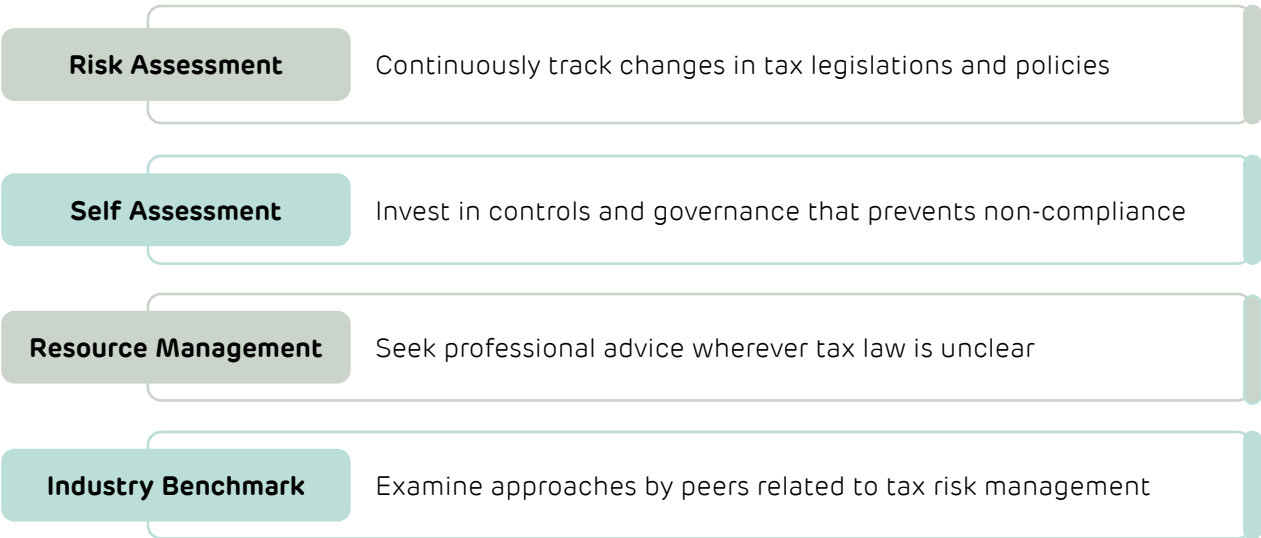 Risk Assessment
Continuously track changes in tax legislations and policies
Self Assessment
Invest in controls and governance that prevents non-compliance
Resource Management
Seek professional advice wherever tax law is unclear
Industry Benchmark
Examine approaches by peers related to tax risk management